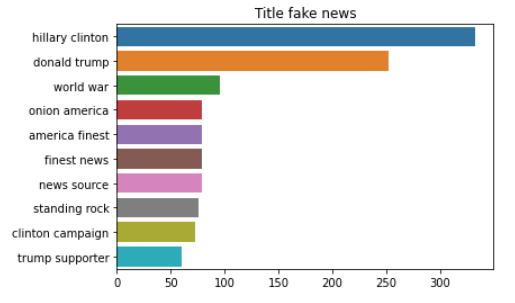 Title fake news
hillary clinton
donald trump
world war
onion america
america finest
finest news
news source
standing rock
clinton campaign
trump supporter
0 50 100 150 200 250 300